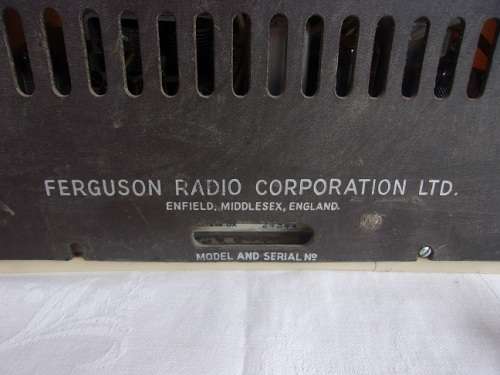 FERGUSON RADIO CORPORATION LTD.
ENFIELD, MIDDLESEX, ENGLAND.
MODEL AND SERIAL Nº